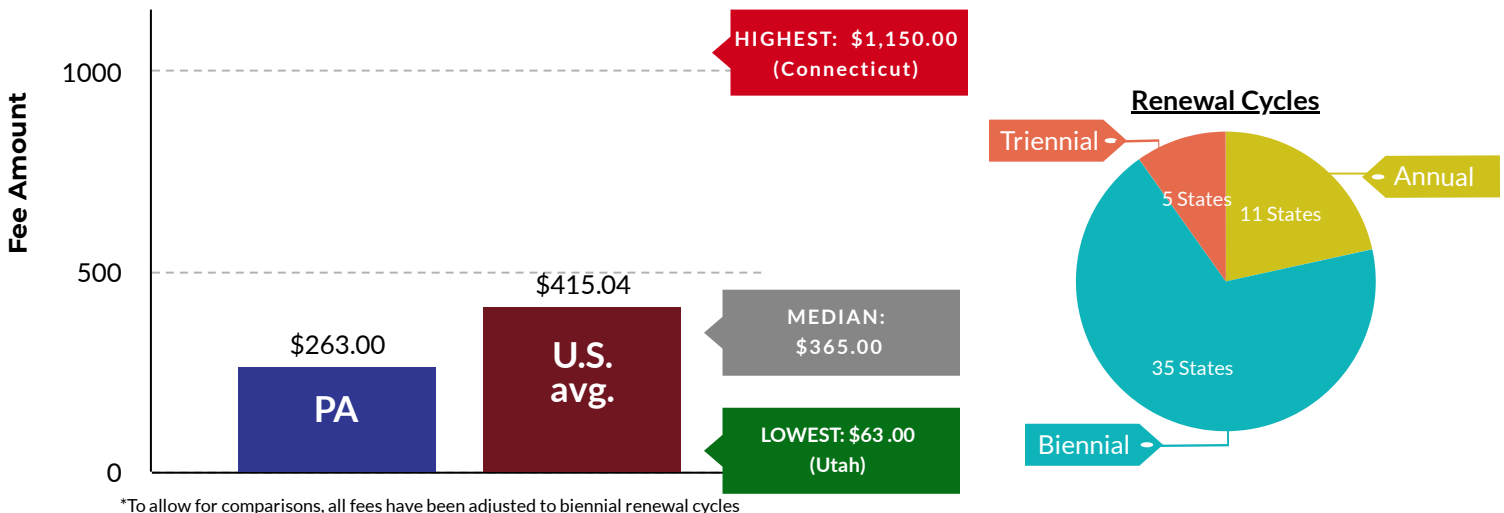 Fee Amount
1000
500
0
$263.00
PA
$415.04
U.S.
avg.
HIGHEST: $1,150.00
(Connecticut)
MEDIAN:
$365.00
LOWEST: $63 .00
(Utah)
*To allow for comparisons, all fees have been adjusted to biennial renewal cycles
Renewal Cycles
Triennial
Annual
5 States
11 States
35 States
Biennial